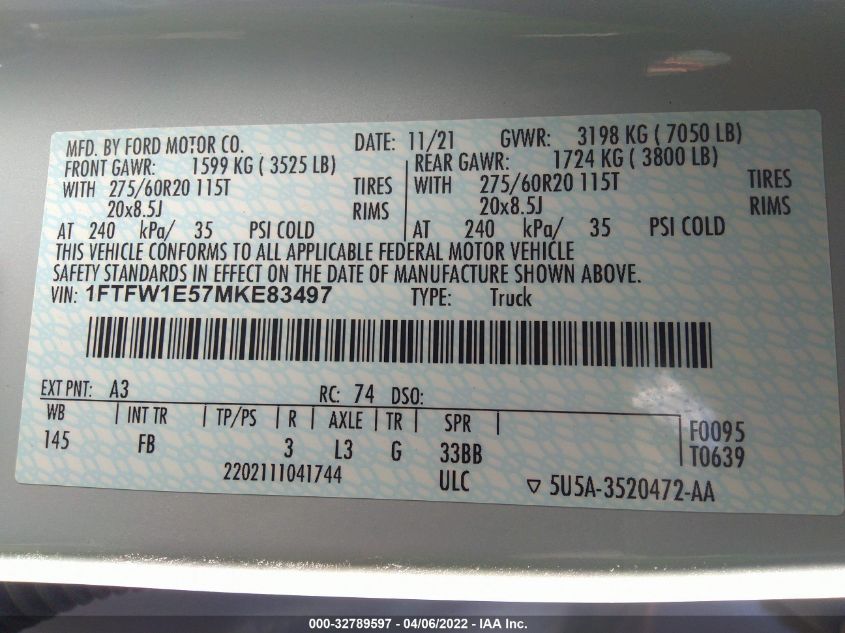 MFD. BY FORD MOTOR CO. DATE: 11/21 GVWR: 3198 KG ( 7050 LB)
FRONT GAWR: 1599 KG ( 3525 LB) REAR GAWR: 1724 KG ( 3800 LB)
WITH 275/60R20 115T TIRES WITH 275/60R20 115T TIRES
20x8.5J RIMS 20x8.5J RIMS
AT 240 kPa/ 35 PSI COLD AT 240 kPa/ 35 PSI COLD
THIS VEHICLE CONFORMS TO ALL APPLICABLE FEDERAL MOTOR VEHICLE
SAFETY STANDARDS IN EFFECT ON THE DATE OF MANUFACTURE SHOWN ABOVE.
VIN: 1FTFW1E57MKE83497 TYPE: Truck
EXT PNT: A3 RC: 74 DSO:
WB INT TR TP/PS R AXLE TR SPR F0095
145 FB 3 L3 G 33BB T0639
2202111041744 ULC ▽ 5U5A-3520472-AA
000-32789597 - 04/06/2022 - IAA Inc.